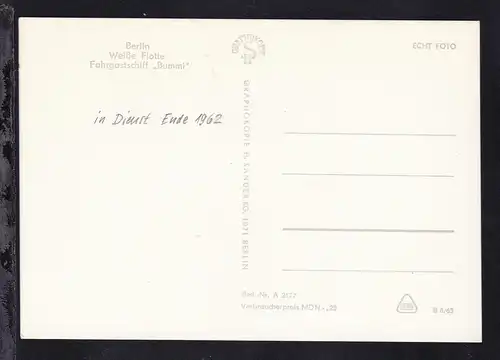 Berlin
Weiße Flotte
Fahrgastschiff „Bummi"
in Dienst Ende 1962
ECHT FOTO
GRAPHOKOPIE H. SANDER KG, 1071 BERLIN
Best.-Nr. A 2177
Verbraucherpreis MDN -,25